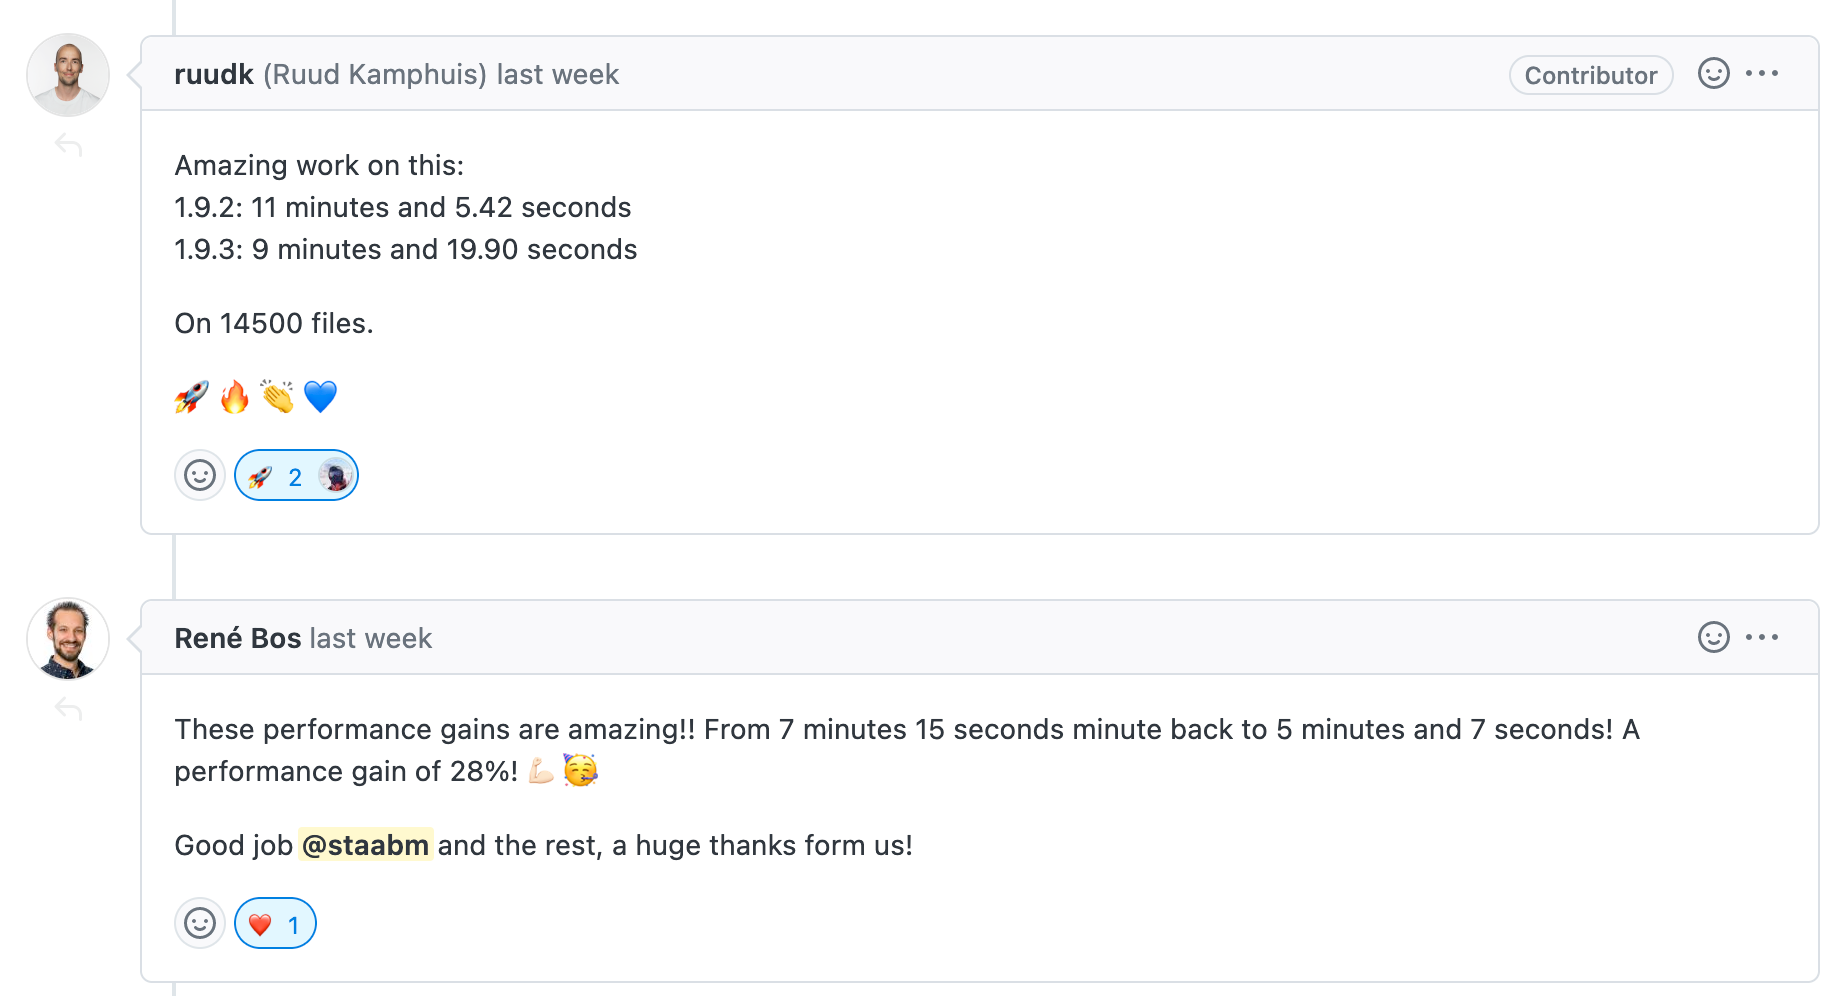 ruudk (Ruud Kamphuis) last week
Contributor
Amazing work on this:
1.9.2: 11 minutes and 5.42 seconds
1.9.3: 9 minutes and 19.90 seconds
On 14500 files.
🚀 🔥 👏 💙
🚀 2
René Bos last week
These performance gains are amazing!! From 7 minutes 15 seconds minute back to 5 minutes and 7 seconds! A
performance gain of 28%! 💪🏻 🥳
Good job @staabm and the rest, a huge thanks form us!
❤️ 1